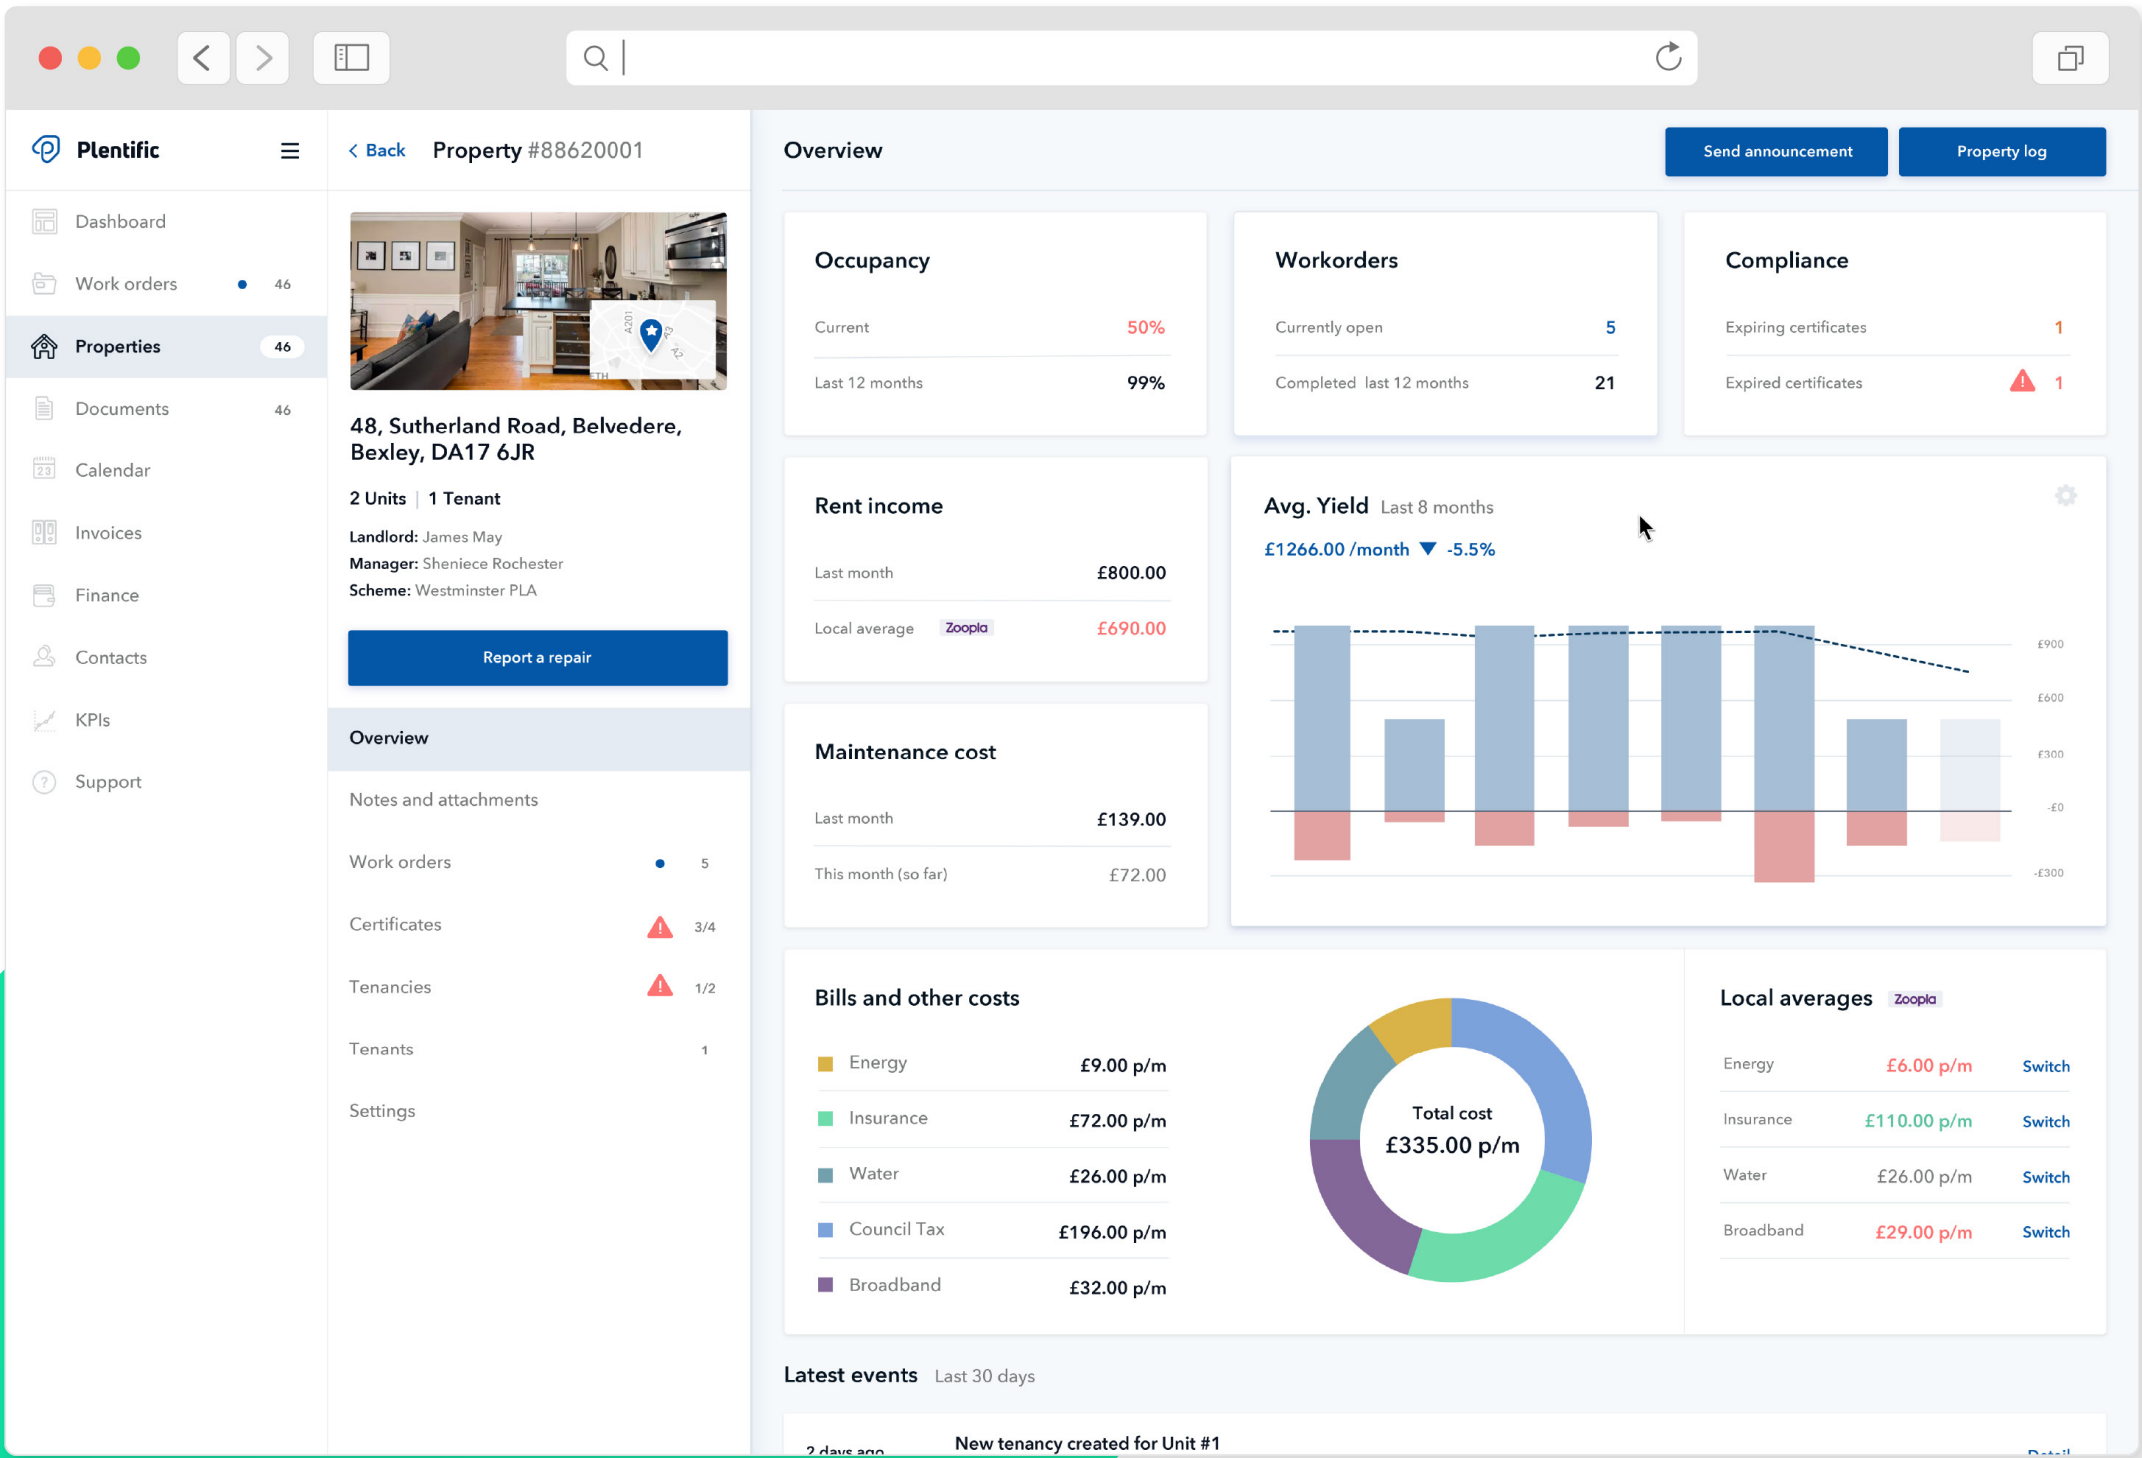 Plentific
Dashboard
Work orders 46
Properties 46
Documents 46
23
Calendar
Invoices
Finance
Contacts
KPIs
? Support
Back Property #88620001
A201
A3
A2
ETH
48, Sutherland Road, Belvedere,
Bexley, DA17 6JR
2 Units | 1 Tenant
Landlord: James May
Manager: Sheniece Rochester
Scheme: Westminster PLA
Report a repair
Overview
Notes and attachments
Work orders 5
Certificates 3/4
Tenancies 1/2
Tenants 1
Settings
Overview
Send announcement
Property log
Occupancy
Current 50%
Last 12 months 99%
Workorders
Currently open 5
Completed last 12 months 21
Compliance
Expiring certificates 1
Expired certificates 1
Rent income
Last month £800.00
Local average Zoopla £690.00
Avg. Yield Last 8 months
£1266.00 /month ▼ -5.5%
£900
£600
£300
-£0
-£300
Maintenance cost
Last month £139.00
This month (so far) £72.00
Bills and other costs
Energy £9.00 p/m
Insurance £72.00 p/m
Water £26.00 p/m
Council Tax £196.00 p/m
Broadband £32.00 p/m
Total cost
£335.00 p/m
Local averages Zoopla
Energy £6.00 p/m Switch
Insurance £110.00 p/m Switch
Water £26.00 p/m Switch
Broadband £29.00 p/m Switch
Latest events Last 30 days
2 days ago New tenancy created for Unit #1 Detail